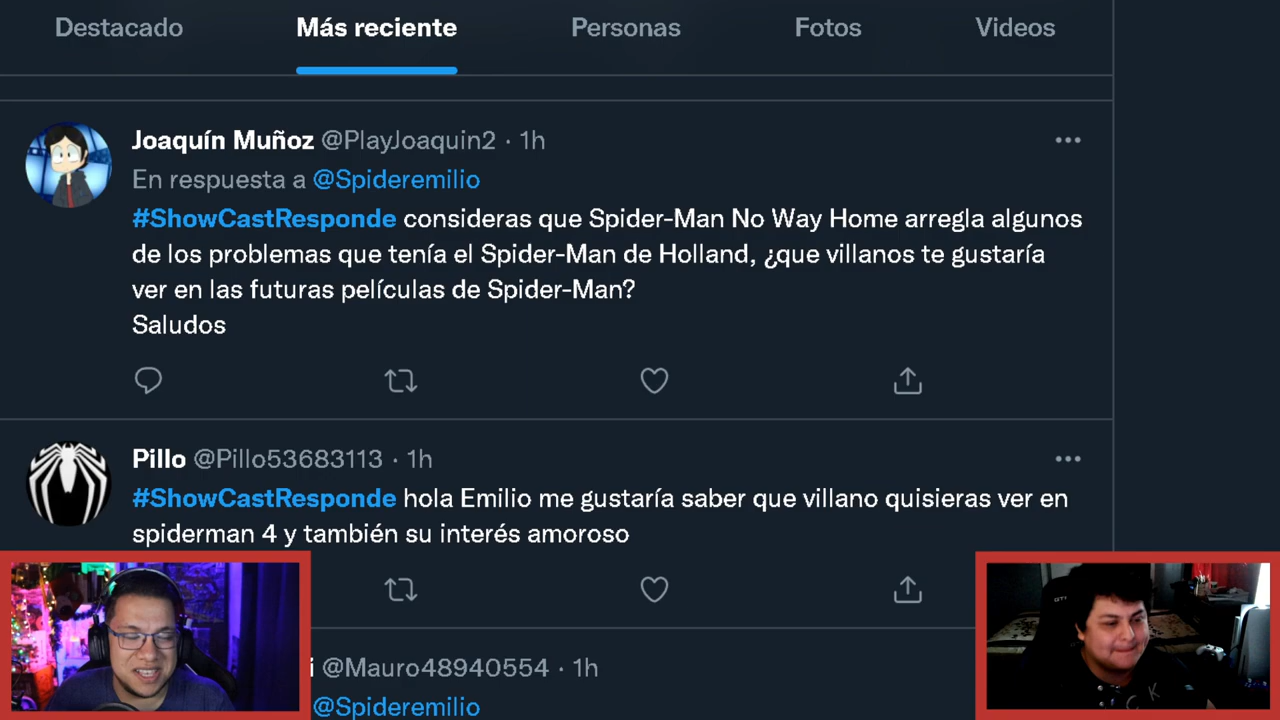 Destacado Más reciente Personas Fotos Videos
Joaquín Muñoz @PlayJoaquin2 · 1h
En respuesta a @Spideremilio
#ShowCastResponde consideras que Spider-Man No Way Home arregla algunos
de los problemas que tenía el Spider-Man de Holland, ¿que villanos te gustaría
ver en las futuras películas de Spider-Man?
Saludos
Pillo @Pillo53683113 · 1h
#ShowCastResponde hola Emilio me gustaría saber que villano quisieras ver en
spiderman 4 y también su interés amoroso
i @Mauro48940554 · 1h
@Spideremilio